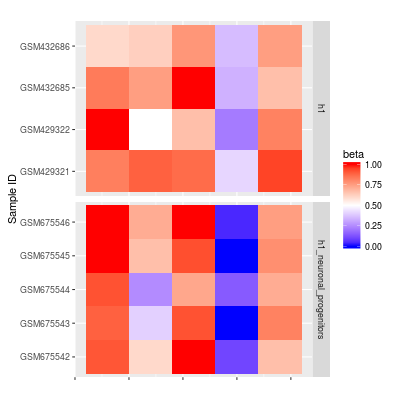 GSM432686
GSM432685
GSM429322
GSM429321
h1
GSM675546
GSM675545
GSM675544
GSM675543
GSM675542
h1_neuronal_progenitors
Sample ID
beta
1.00
0.75
0.50
0.25
0.00